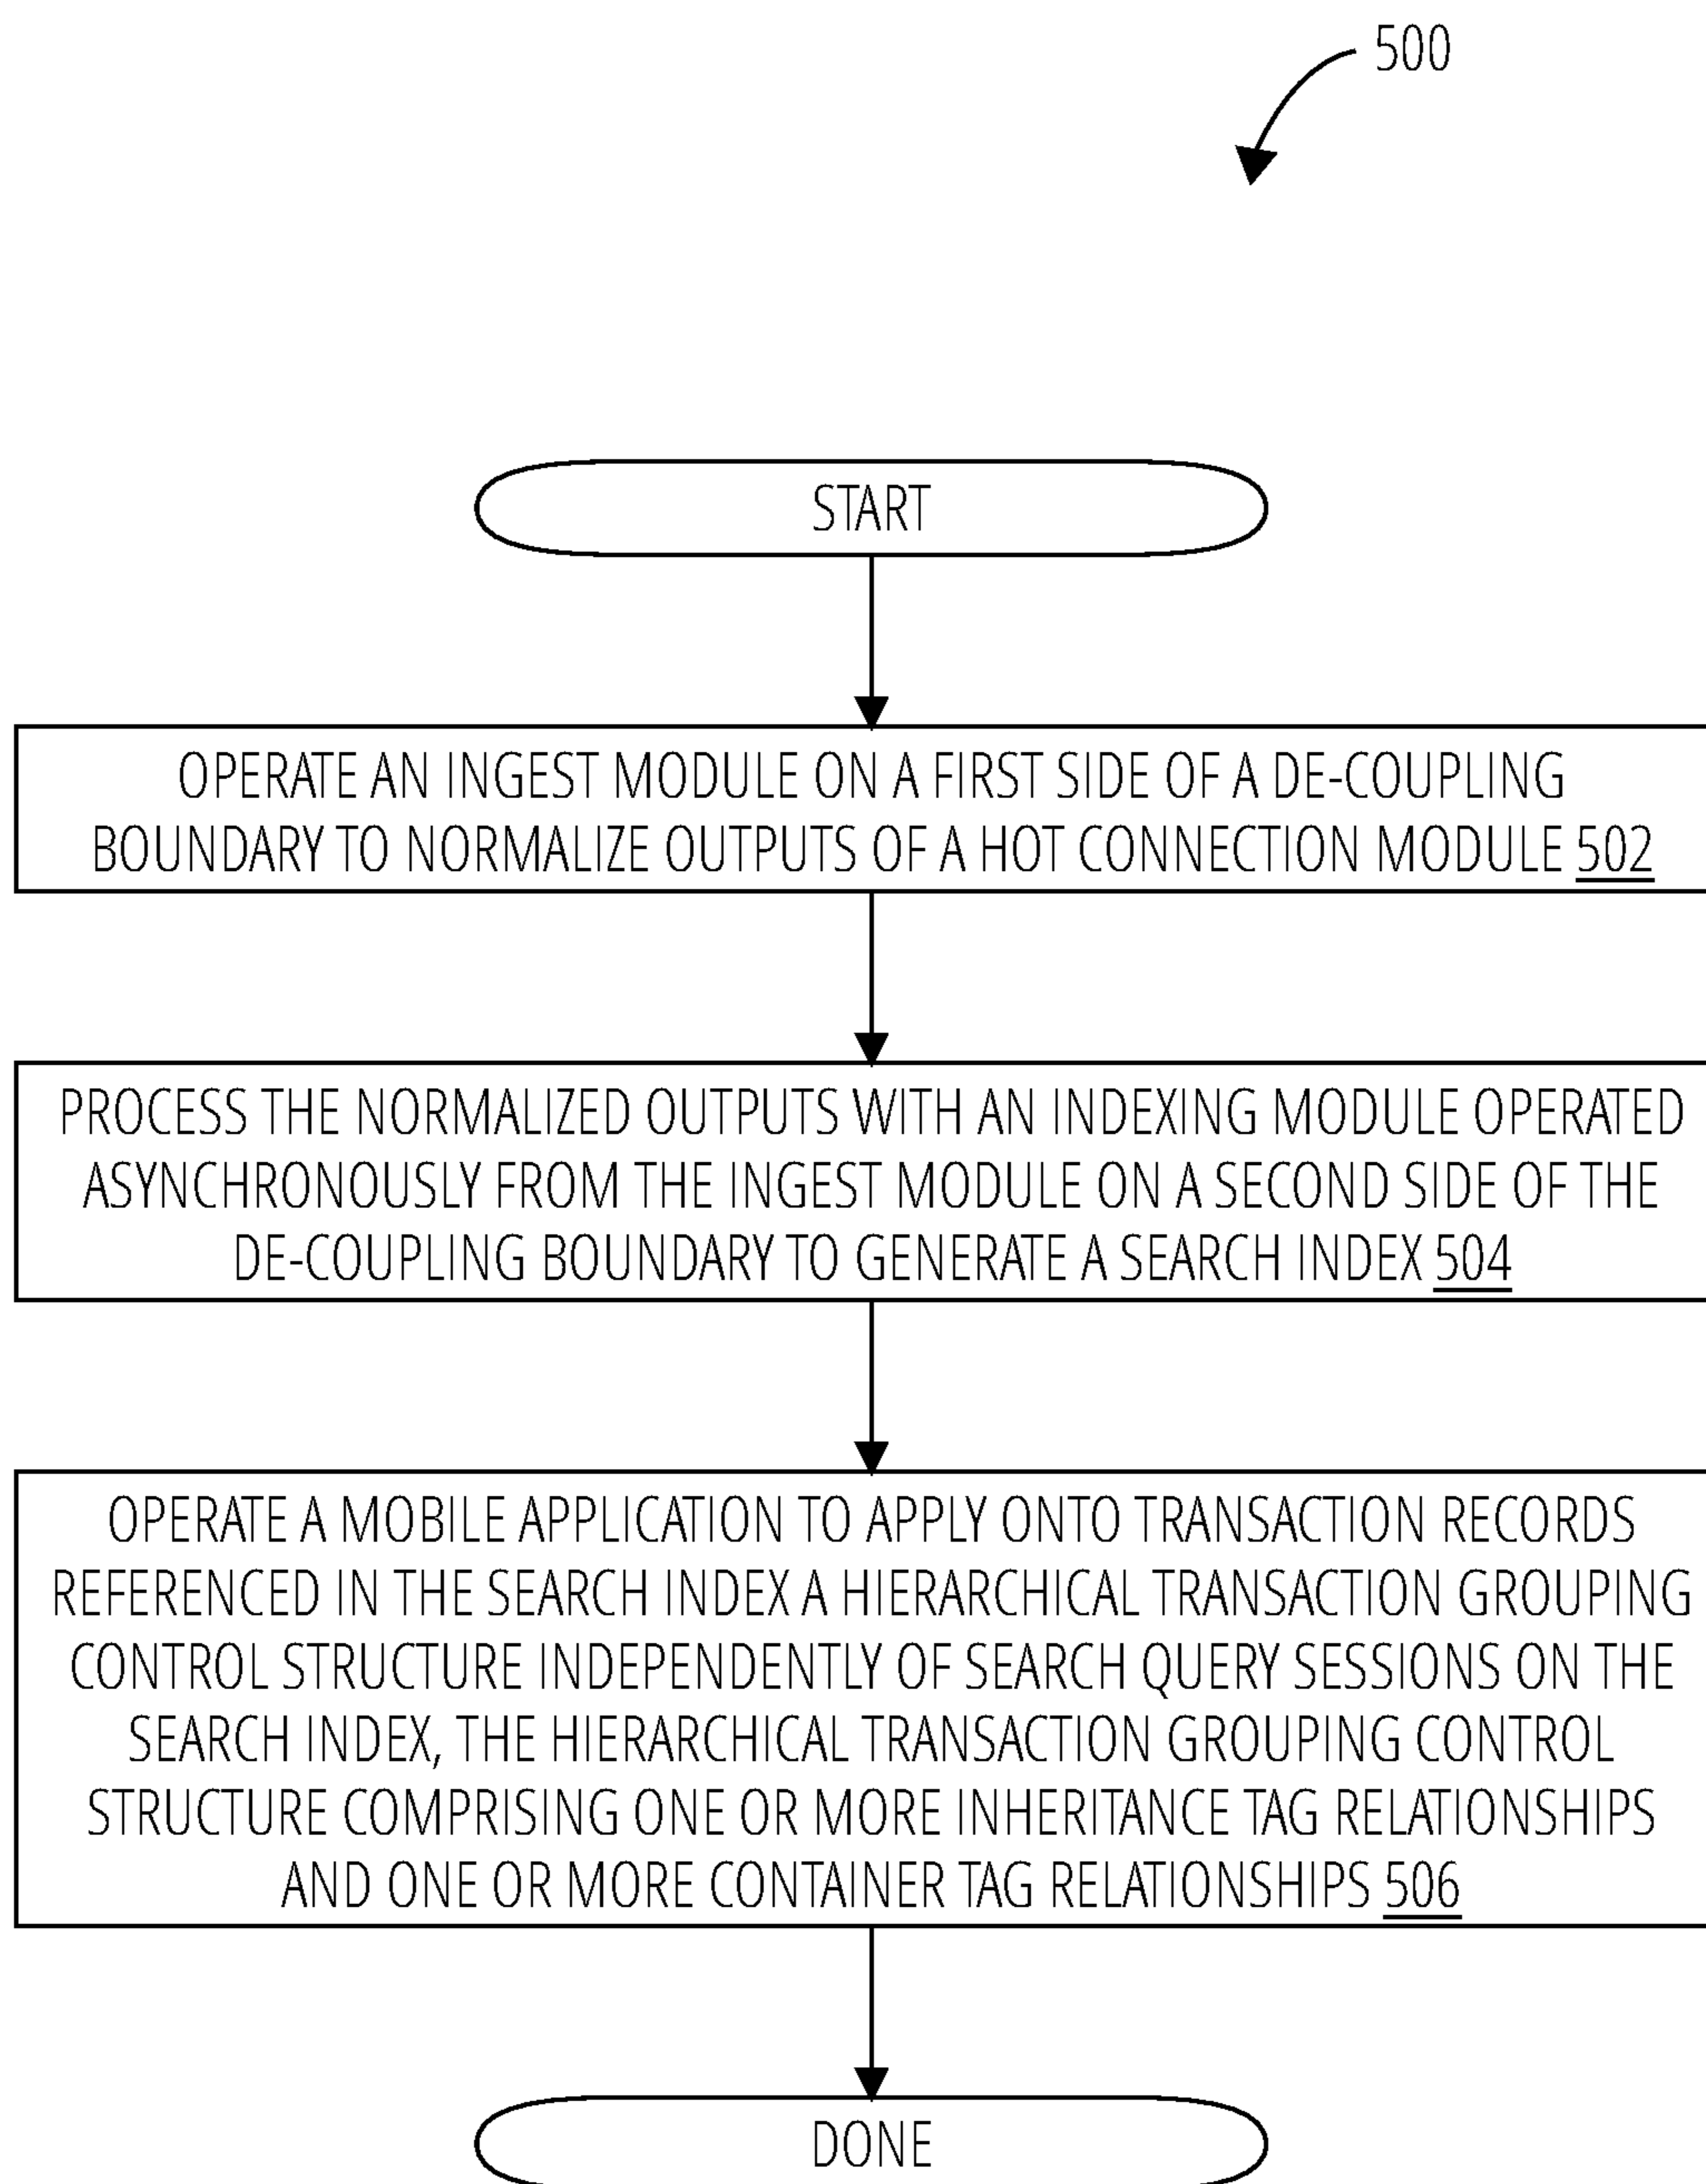 500
START
OPERATE AN INGEST MODULE ON A FIRST SIDE OF A DE-COUPLING
BOUNDARY TO NORMALIZE OUTPUTS OF A HOT CONNECTION MODULE 502
PROCESS THE NORMALIZED OUTPUTS WITH AN INDEXING MODULE OPERATED
ASYNCHRONOUSLY FROM THE INGEST MODULE ON A SECOND SIDE OF THE
DE-COUPLING BOUNDARY TO GENERATE A SEARCH INDEX 504
OPERATE A MOBILE APPLICATION TO APPLY ONTO TRANSACTION RECORDS
REFERENCED IN THE SEARCH INDEX A HIERARCHICAL TRANSACTION GROUPING
CONTROL STRUCTURE INDEPENDENTLY OF SEARCH QUERY SESSIONS ON THE
SEARCH INDEX, THE HIERARCHICAL TRANSACTION GROUPING CONTROL
STRUCTURE COMPRISING ONE OR MORE INHERITANCE TAG RELATIONSHIPS
AND ONE OR MORE CONTAINER TAG RELATIONSHIPS 506
DONE